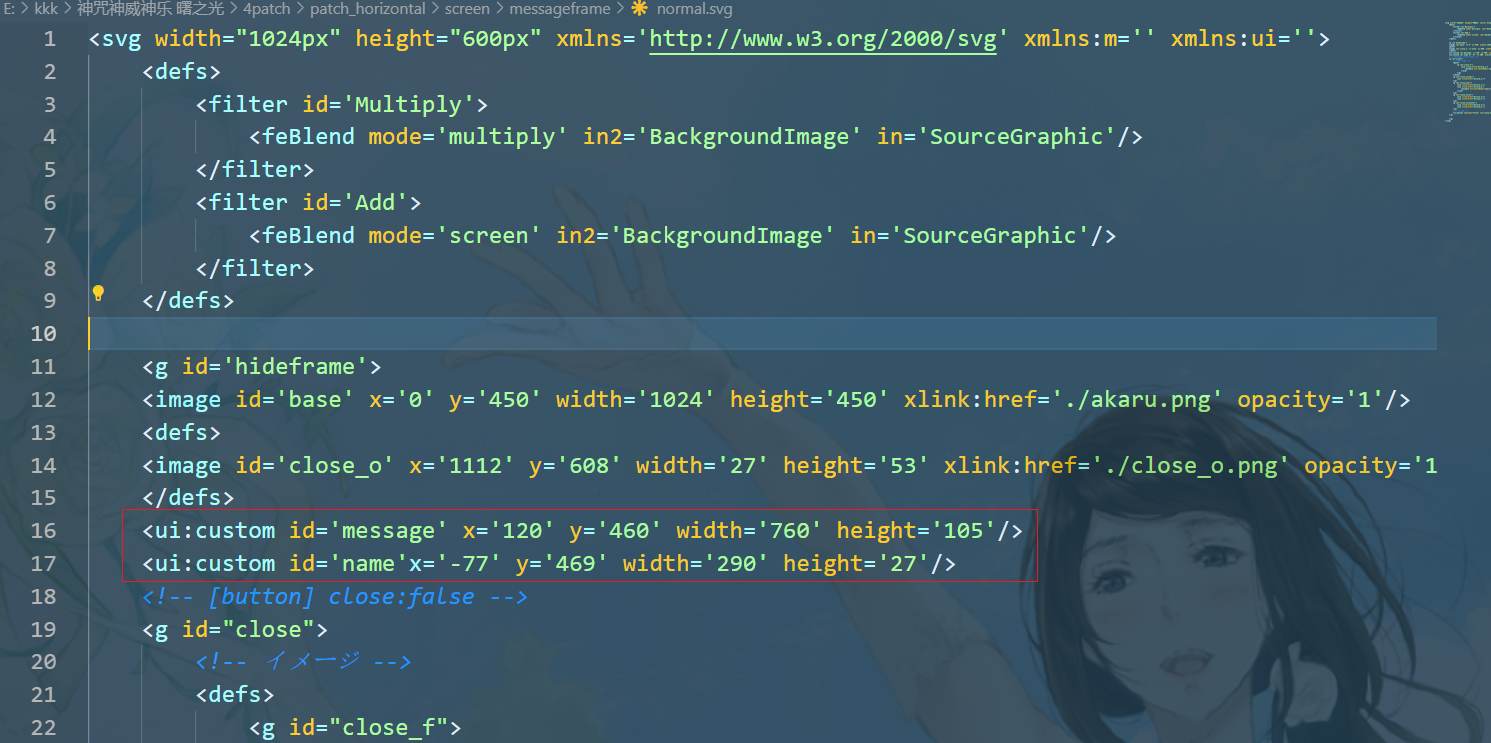 E: > kkk > 神咒神威神乐 曙之光 > 4patch > patch_horizontal > screen > messageframe > normal.svg
1 <svg width="1024px" height="600px" xmlns='http://www.w3.org/2000/svg' xmlns:m='' xmlns:ui=''>
2 <defs>
3 <filter id='Multiply'>
4 <feBlend mode='multiply' in2='BackgroundImage' in='SourceGraphic'/>
5 </filter>
6 <filter id='Add'>
7 <feBlend mode='screen' in2='BackgroundImage' in='SourceGraphic'/>
8 </filter>
9 </defs>
10
11 <g id='hideframe'>
12 <image id='base' x='0' y='450' width='1024' height='450' xlink:href='./akaru.png' opacity='1'/>
13 <defs>
14 <image id='close_o' x='1112' y='608' width='27' height='53' xlink:href='./close_o.png' opacity='1
15 </defs>
16 <ui:custom id='message' x='120' y='460' width='760' height='105'/>
17 <ui:custom id='name'x='-77' y='469' width='290' height='27'/>
18 <!-- [button] close:false -->
19 <g id="close">
20 <!-- イメージ -->
21 <defs>
22 <g id="close_f">